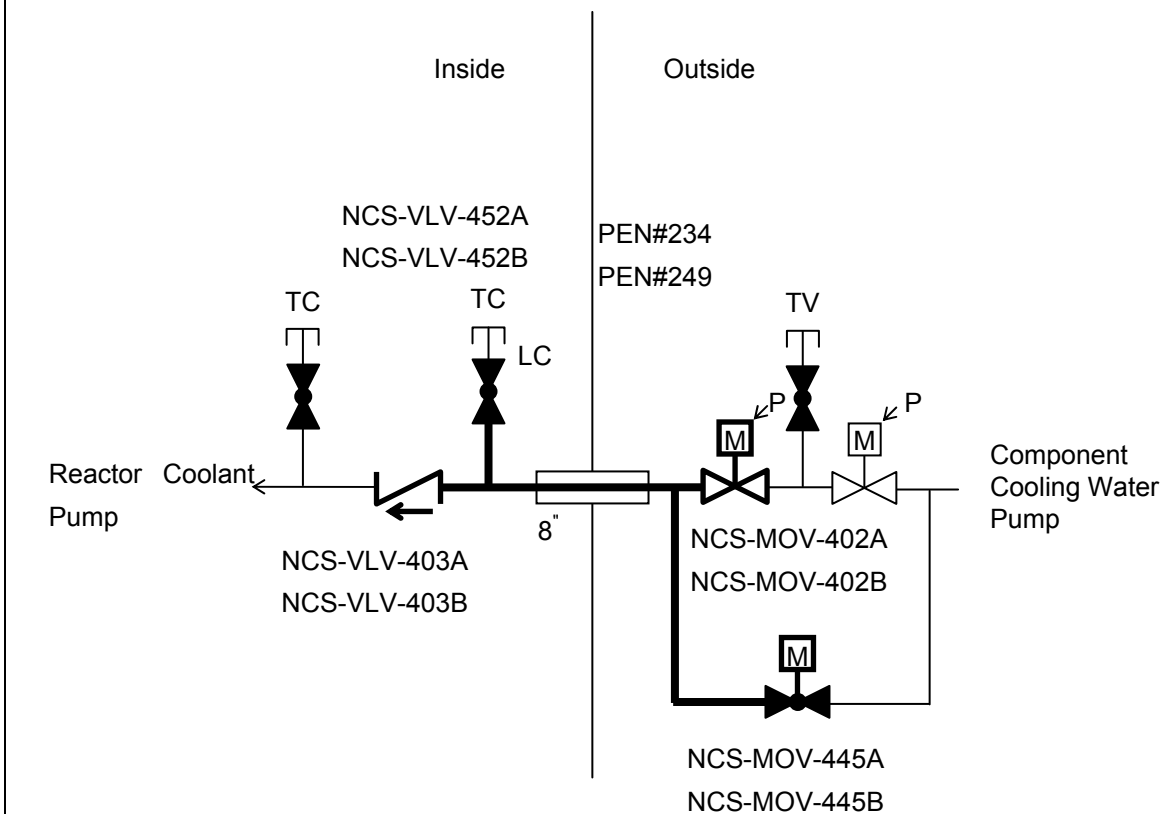 Inside Outside
NCS-VLV-452A
NCS-VLV-452B
PEN#234
PEN#249
TC
TC
TV
LC
P
P
M
M
Reactor Coolant
Pump
Component
Cooling Water
Pump
8"
NCS-MOV-402A
NCS-MOV-402B
NCS-VLV-403A
NCS-VLV-403B
M
NCS-MOV-445A
NCS-MOV-445B